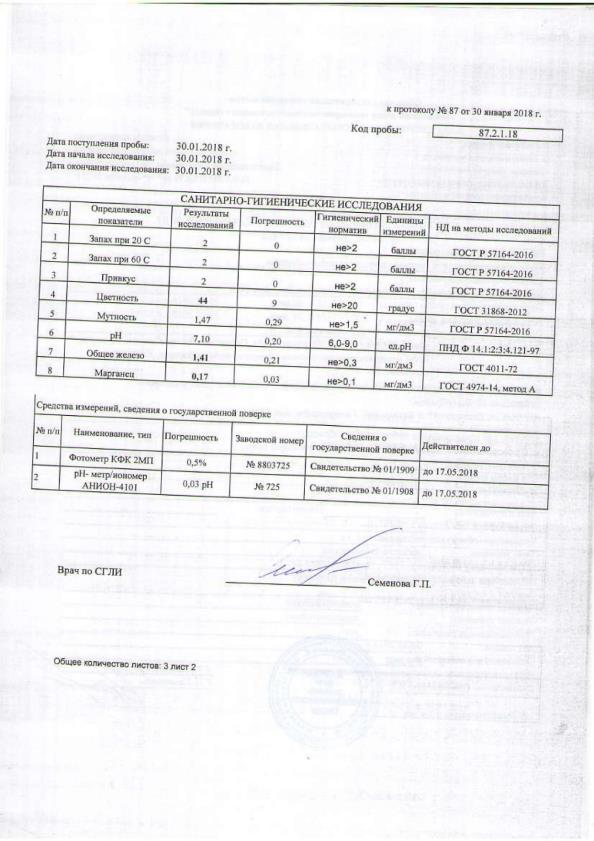 к протоколу № 87 от 30 января 2018 г.
Код пробы: 87.2.1.18
Дата поступления пробы: 30.01.2018 г.
Дата начала исследования: 30.01.2018 г.
Дата окончания исследования: 30.01.2018 г.
САНИТАРНО-ГИГИЕНИЧЕСКИЕ ИССЛЕДОВАНИЯ
№ п/п Определяемые показатели Результаты исследований Погрешность Гигиенический норматив Единицы измерений НД на методы исследований
1 Запах при 20 С 2 0 не>2 баллы ГОСТ Р 57164-2016
2 Запах при 60 С 2 0 не>2 баллы ГОСТ Р 57164-2016
3 Привкус 2 0 не>2 баллы ГОСТ Р 57164-2016
4 Цветность 44 9 не>20 градус ГОСТ 31868-2012
5 Мутность 1,47 0,29 не>1,5 мг/дм3 ГОСТ Р 57164-2016
6 pH 7,10 0,20 6,0-9,0 ед.pH ПНД Ф 14.1:2:3:4.121-97
7 Общее железо 1,41 0,21 не>0,3 мг/дм3 ГОСТ 4011-72
8 Марганец 0,17 0,03 не>0,1 мг/дм3 ГОСТ 4974-14, метод А
Средства измерений, сведения о государственной поверке
№ п/п Наименование, тип Погрешность Заводской номер Сведения о государственной поверке Действителен до
1 Фотометр КФК 2МП 0,5% № 8803725 Свидетельство № 01/1909 до 17.05.2018
2 pH- метр/иономер АНИОН-4101 0,03 pH № 725 Свидетельство № 01/1908 до 17.05.2018
Врач по СГЛИ Семенова Г.П.
Общее количество листов: 3 лист 2